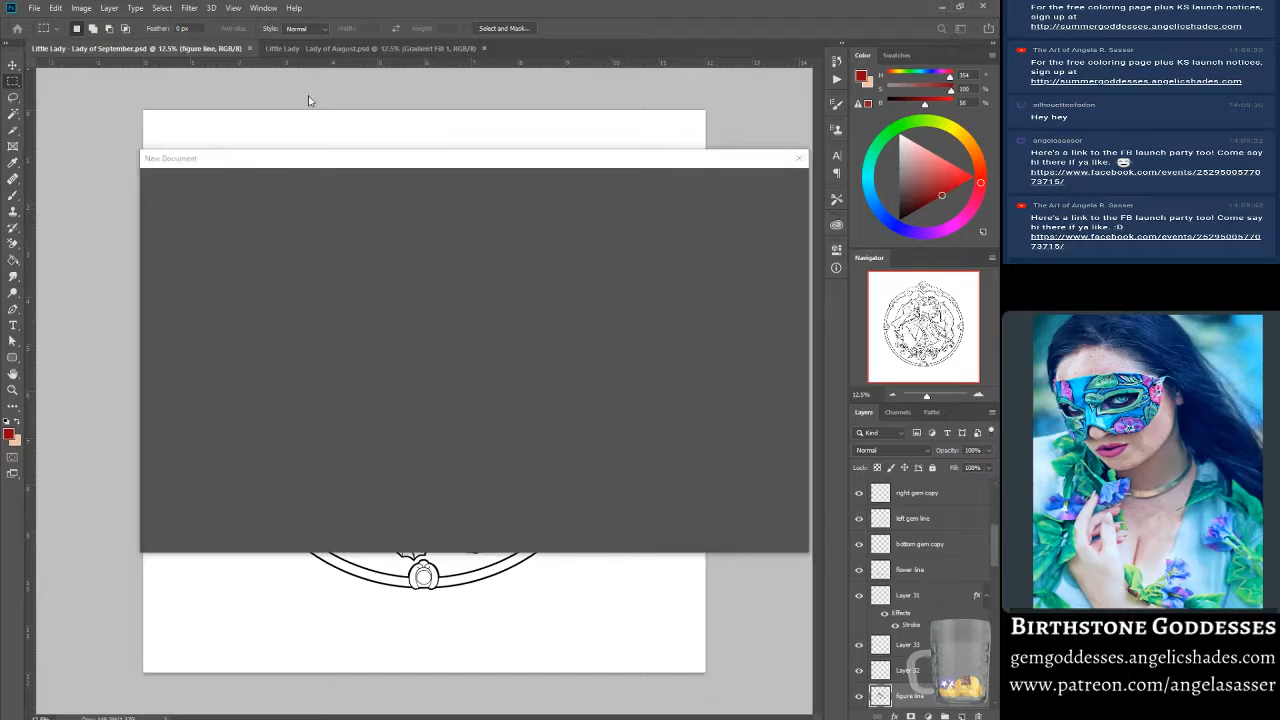 File Edit Image Layer Type Select Filter 3D View Window Help
Feather: 0 px Anti-alias Style: Normal Width: Height: Select and Mask...
Little Lady - Lady of September.psd @ 12.5% (figure line, RGB/8)
Little Lady - Lady of August.psd @ 12.5% (Gradient Fill 1, RGB/8)
New Document
Color Swatches
H 354 °
S 100 %
B 58 %
Navigator
12.5%
Layers Channels Paths
Kind
Normal Opacity: 100%
Lock: Fill: 100%
right gem copy
left gem line
bottom gem copy
flower line
Layer 31 fx
Effects
Stroke
Layer 33
Layer 32
figure line
For the free coloring page plus KS launch notices,
sign up at
http://summergoddesses.angelicshades.com
The Art of Angela R. Sasser
For the free coloring page plus KS launch notices,
sign up at
http://summergoddesses.angelicshades.com
Hey hey
angelasasser
Here's a link to the FB launch party too! Come say
hi there if ya like.
https://www.facebook.com/events/25295005770
73715/
The Art of Angela R. Sasser 14:09:42
Here's a link to the FB launch party too! Come say
hi there if ya like. :D
https://www.facebook.com/events/25295005770
73715/
Birthstone Goddesses
gemgoddesses.angelicshades.com
www.patreon.com/angelasasser